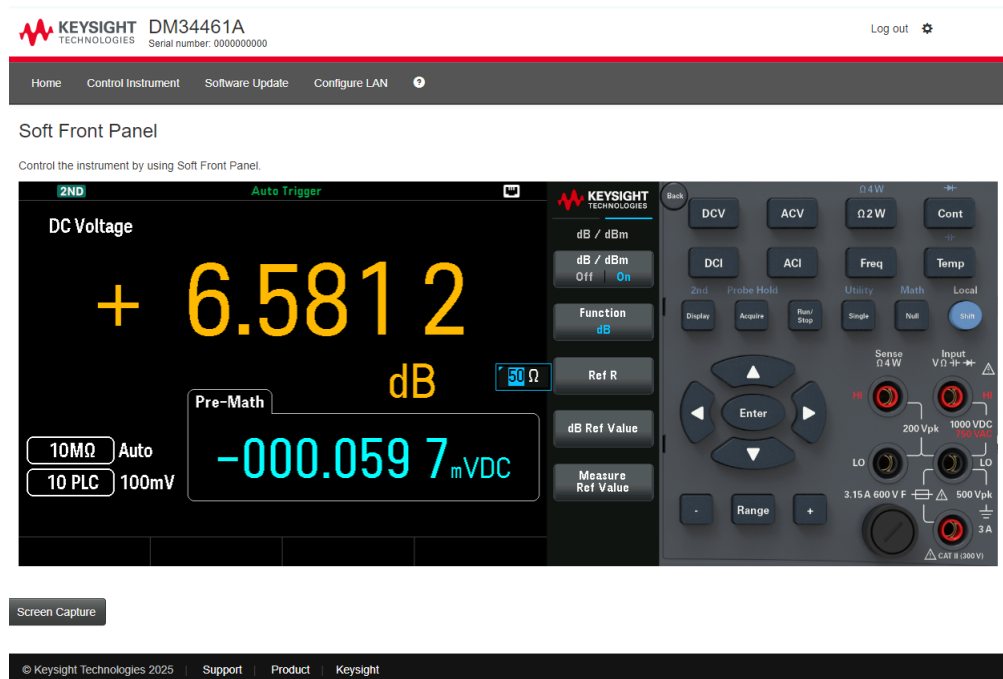 KEYSIGHT
TECHNOLOGIES
DM34461A
Serial number: 0000000000
Log out
Home Control Instrument Software Update Configure LAN ?
Soft Front Panel
Control the instrument by using Soft Front Panel.
2ND Auto Trigger
DC Voltage
+ 6.581 2
dB
50 Ω
Pre-Math
-000.059 7 mVDC
10MΩ Auto
10 PLC 100mV
KEYSIGHT
TECHNOLOGIES
dB / dBm
dB / dBm
Off On
Function
dB
Ref R
dB Ref Value
Measure
Ref Value
Back
Ω 4 W
DCV ACV Ω 2 W Cont
DCI ACI Freq Temp
2nd Probe Hold Utility Math Local
Display Acquire Run/
Stop
Single Null Shift
Enter
- Range +
Sense
Ω 4 W
Input
V Ω
HI HI
200 Vpk
1000 VDC
750 VAC
LO LO
3.15 A 600 V F
500 Vpk
3 A
CAT II (300 V)
Screen Capture
© Keysight Technologies 2025 | Support | Product | Keysight